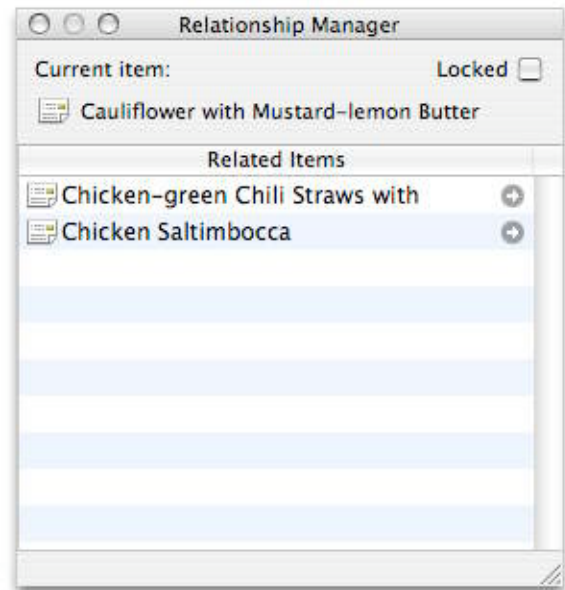 Relationship Manager
Current item: Locked
Cauliflower with Mustard-lemon Butter
Related Items
Chicken-green Chili Straws with
Chicken Saltimbocca